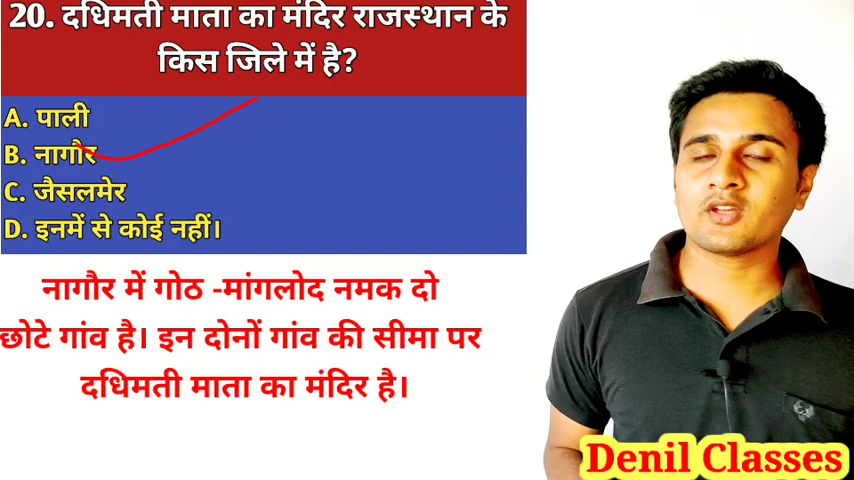 20. दधिमती माता का मंदिर राजस्थान के
किस जिले में है?
A. पाली
B. नागौर
C. जैसलमेर
D. इनमें से कोई नहीं।
नागौर में गोठ -मांगलोद नमक दो
छोटे गांव है। इन दोनों गांव की सीमा पर
दधिमती माता का मंदिर है।
Denil Classes